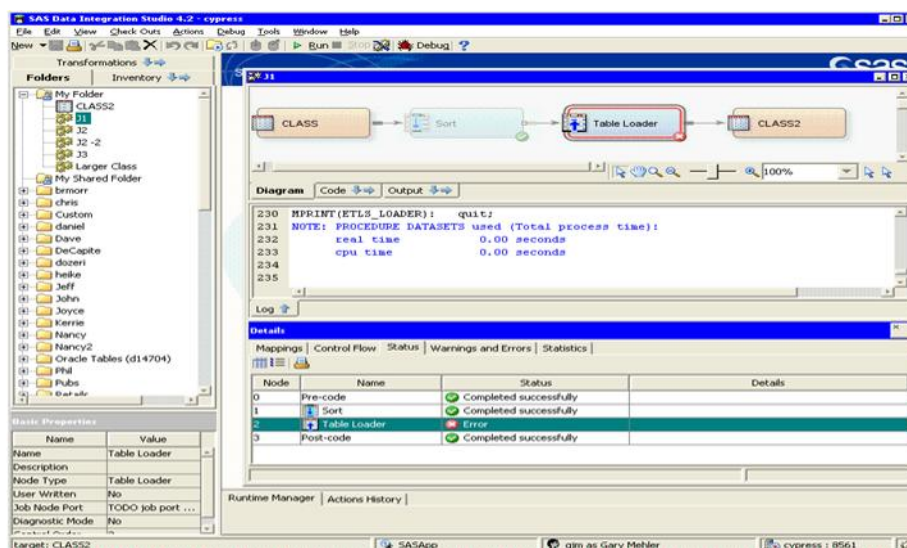 SAS Data Integration Studio 4.2 - cypress
File Edit View Check Outs Actions Debug Tools Window Help
New Run Stop Debug ?
Transformations
Folders Inventory
My Folder
CLASS2
J1
J2
J2 -2
J3
Larger Class
My Shared Folder
brmorr
chris
Custom
daniel
Dave
DeCapite
dozeri
heike
Jeff
John
Joyce
Kerrie
Nancy
Nancy2
Oracle Tables (d14704)
Phil
Pubs
Basic Properties
Name Value
Name Table Loader
Description
Node Type Table Loader
User Written No
Job Node Port TODO job port ...
Diagnostic Mode No
target: CLASS2
J1
CLASS
Sort
Table Loader
CLASS2
100%
Diagram Code Output
230 MPRINT(ETLS_LOADER): quit;
231 NOTE: PROCEDURE DATASETS used (Total process time):
232 real time 0.00 seconds
233 cpu time 0.00 seconds
234
235
Log
Details
Mappings Control Flow Status Warnings and Errors Statistics
Node Name Status Details
0 Pre-code Completed successfully
1 Sort Completed successfully
2 Table Loader Error
3 Post-code Completed successfully
Runtime Manager Actions History
SASApp
gim as Gary Mehler
cypress : 8561